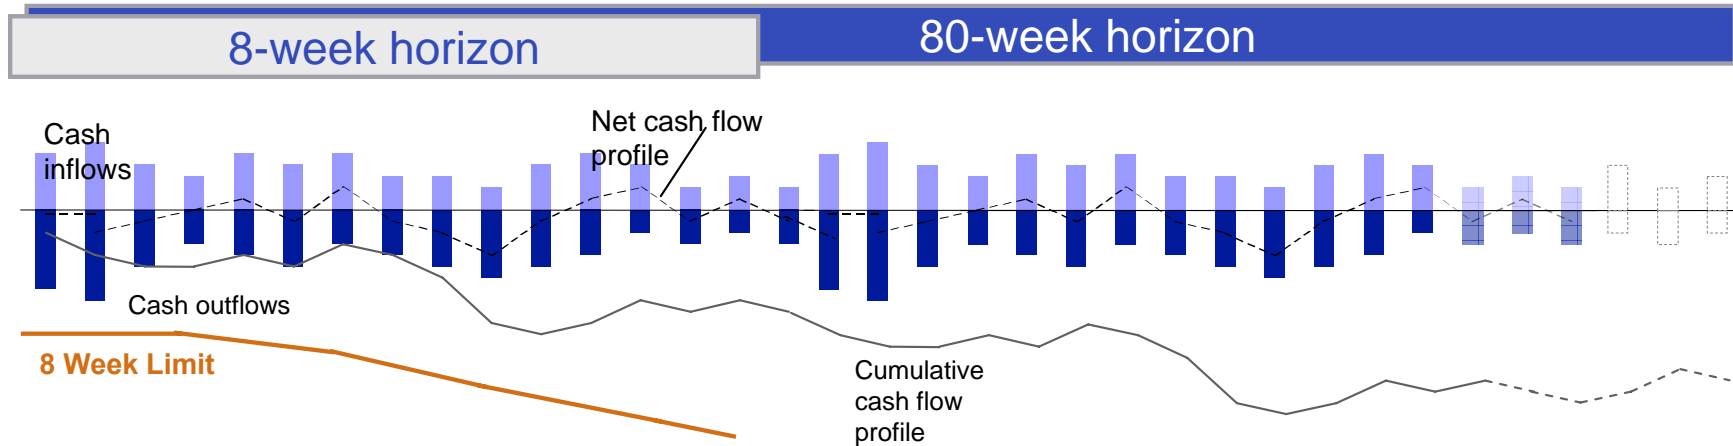 8-week horizon
80-week horizon
Cash
inflows
Net cash flow
profile
Cash outflows
8 Week Limit
Cumulative
cash flow
profile